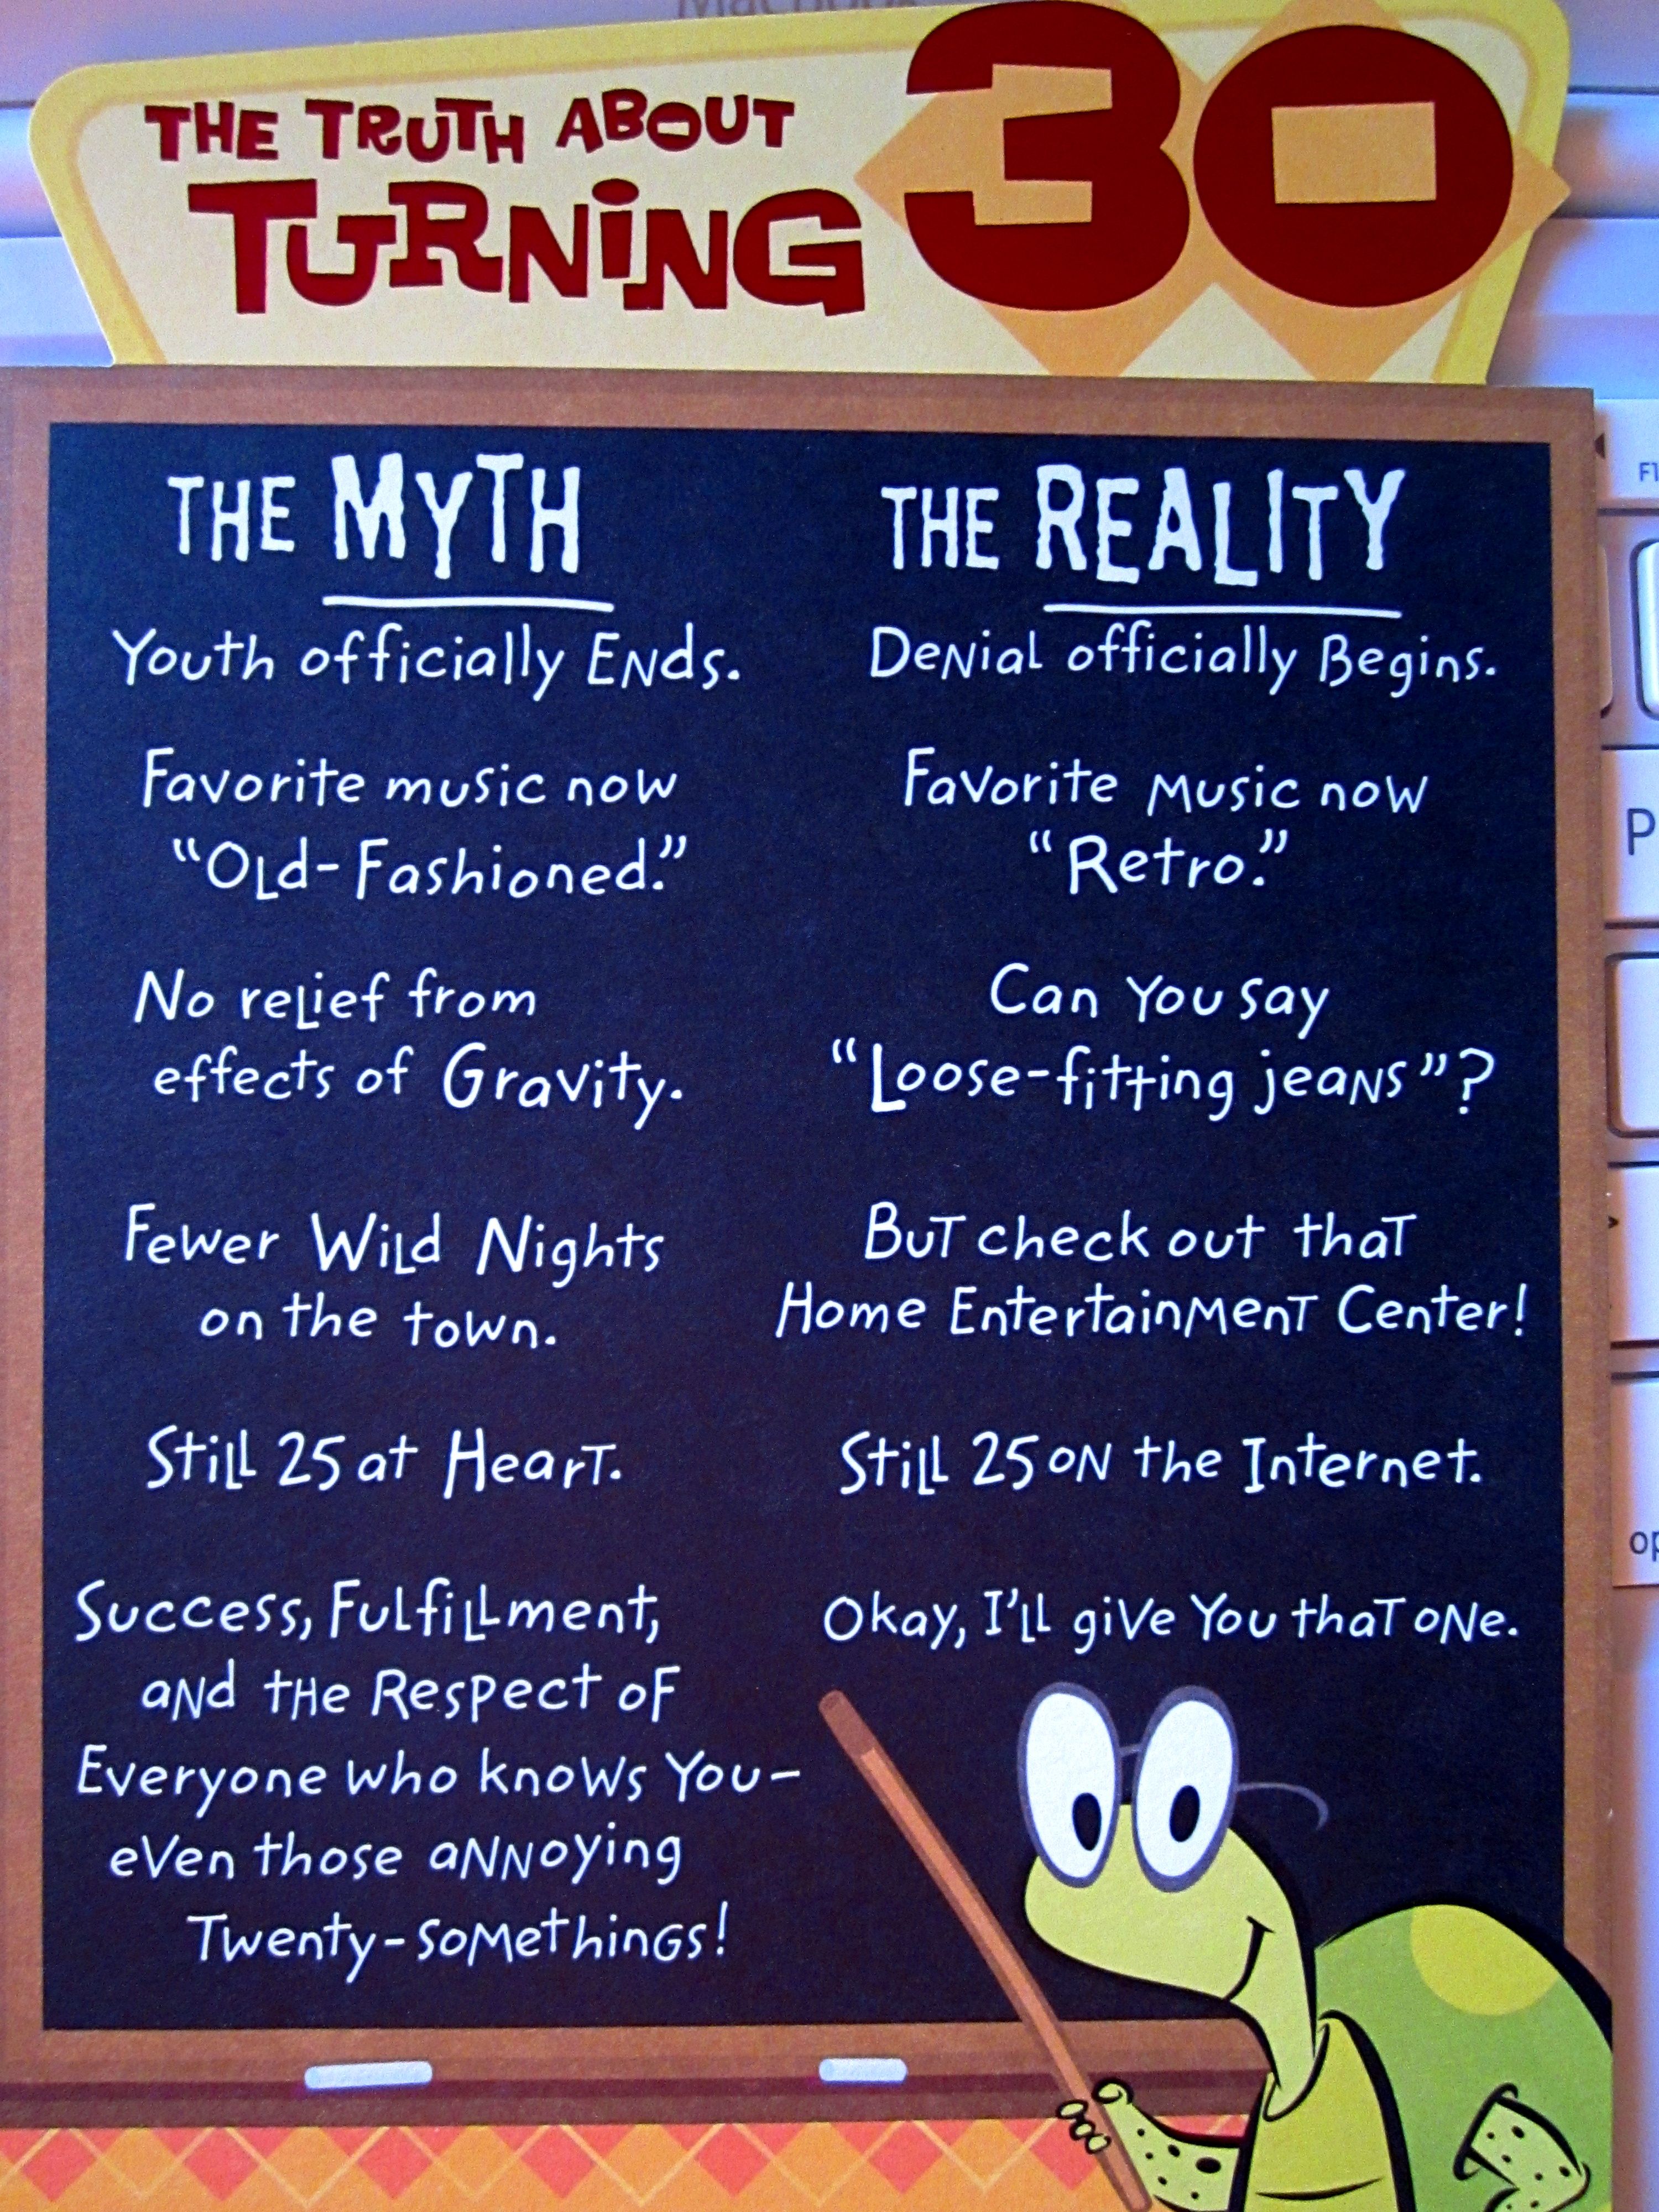 MacBook
THE TRUTH ABOUT
TURNING 30
THE MYTH
Youth officially Ends.
Favorite music now
“Old-Fashioned.”
No relief from
effects of Gravity.
Fewer Wild Nights
on the town.
Still 25 at Heart.
Success, Fulfillment,
and the Respect of
Everyone who knows You-
even those annoying
Twenty-somethings!
THE REALITY
Denial officially Begins.
Favorite Music now
“Retro.”
Can You say
“Loose-fitting jeans”?
But check out that
Home Entertainment Center!
Still 25 on the Internet.
Okay, I'll give You that one.
P